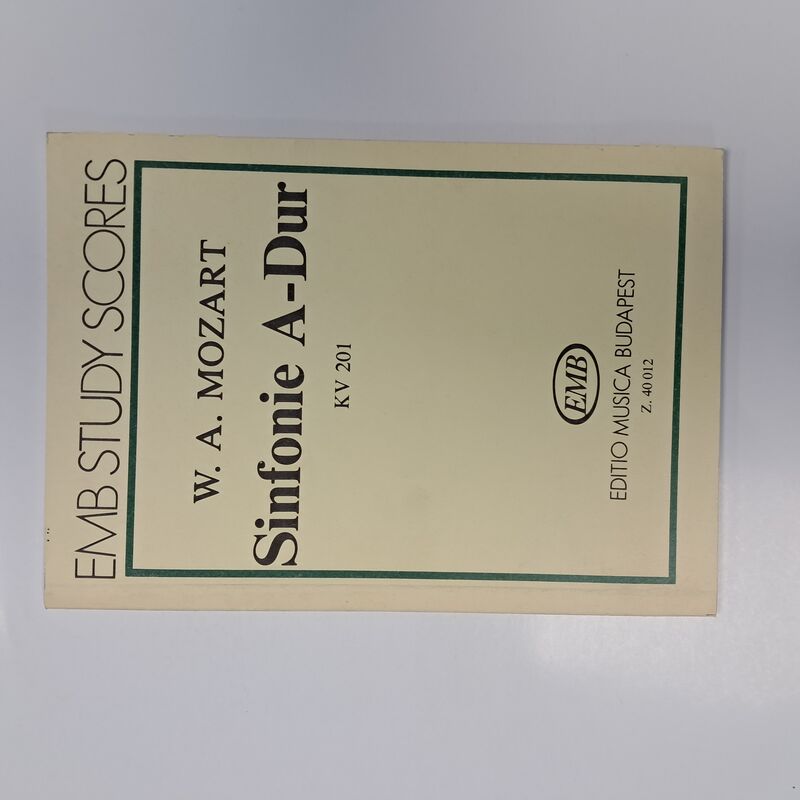 EMB STUDY SCORES
W. A. MOZART
Sinfonie A-Dur
KV 201
EMB
EDITIO MUSICA BUDAPEST
Z. 40 012